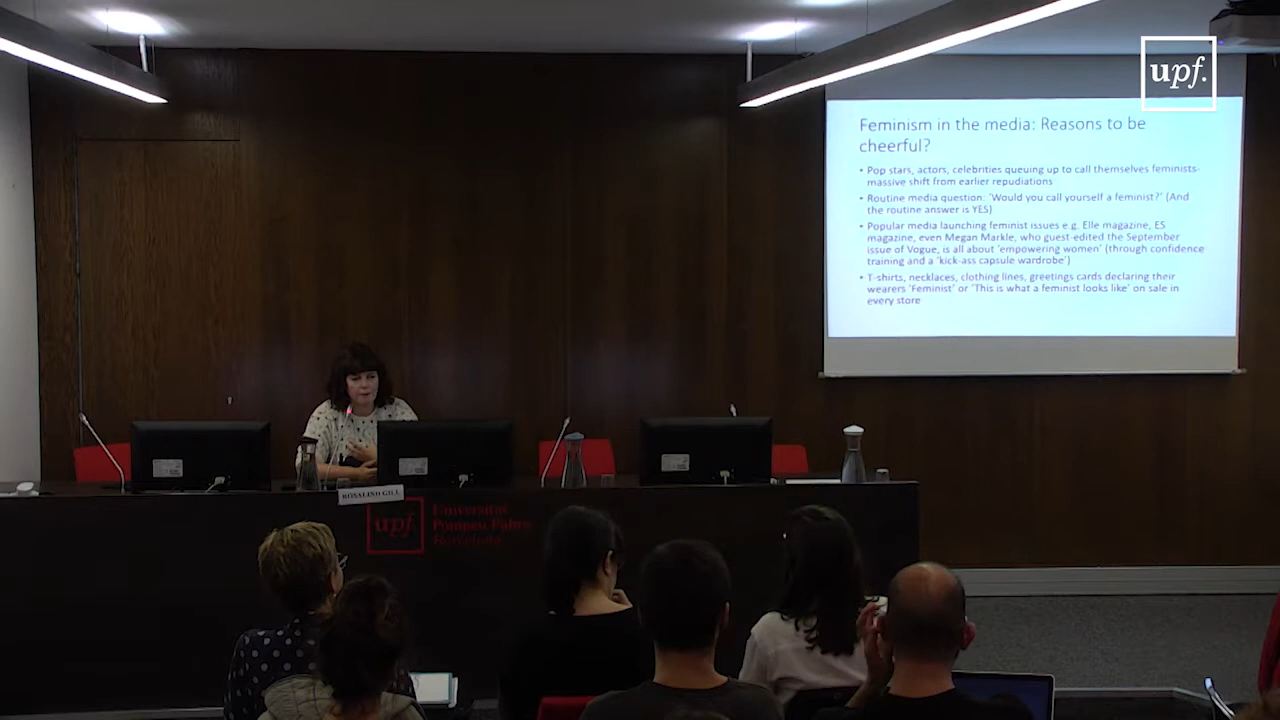 upf.
Feminism in the media: Reasons to be
cheerful?
• Pop stars, actors, celebrities queuing up to call themselves feminists-
massive shift from earlier repudiations
• Routine media question: 'Would you call yourself a feminist?' (And
the routine answer is YES)
• Popular media launching feminist issues e.g. Elle magazine, ES
magazine, even Megan Markle, who guest-edited the September
issue of Vogue, is all about 'empowering women' (through confidence
training and a 'kick-ass capsule wardrobe')
• T-shirts, necklaces, clothing lines, greetings cards declaring their
wearers 'Feminist' or 'This is what a feminist looks like' on sale in
every store
ROSALIND GILL
upf.
Universitat
Pompeu Fabra
Barcelona